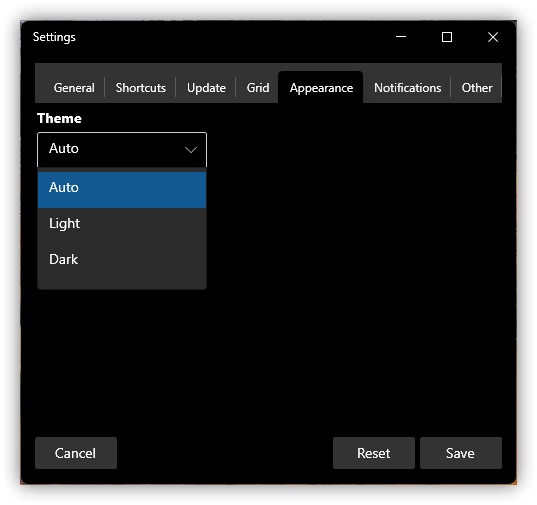 Settings
General Shortcuts Update Grid Appearance Notifications Other
Theme
Auto
Auto
Light
Dark
Cancel Reset Save